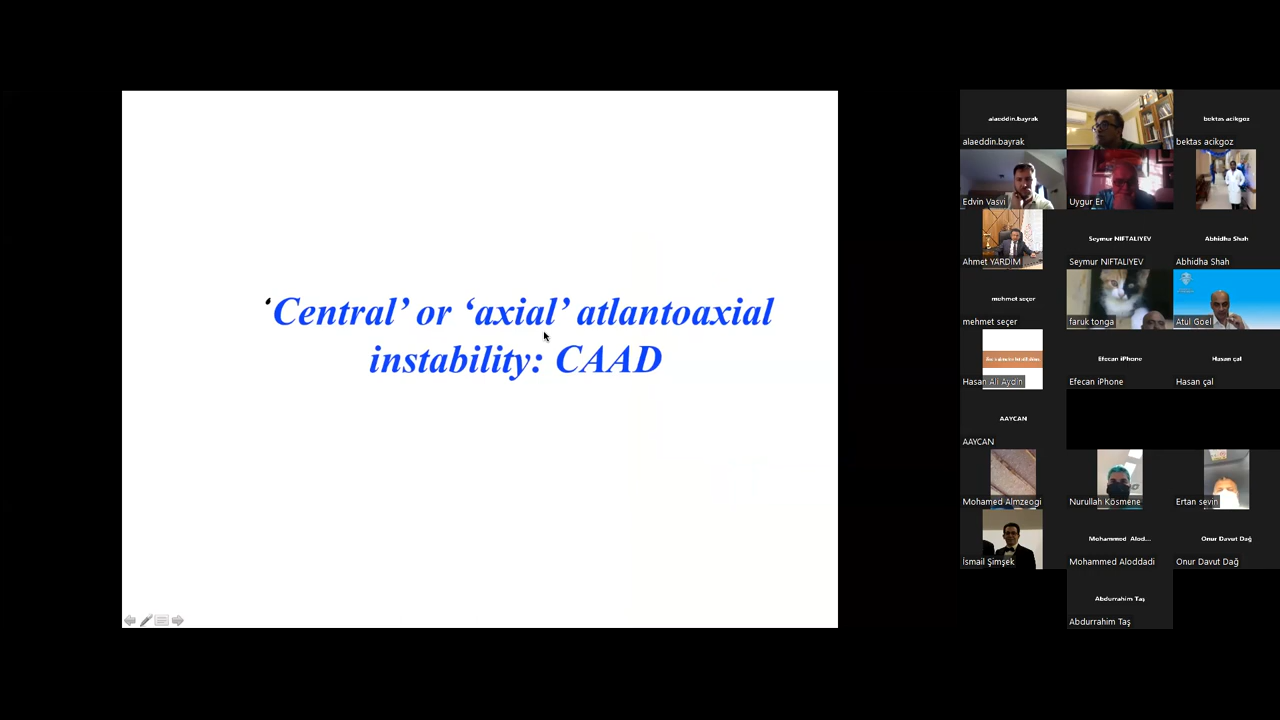 ‘Central’ or ‘axial’ atlantoaxial
instability: CAAD
alaeddin.bayrak
alaeddin.bayrak
bektas acikgoz
bektas acikgoz
Edvin Vasvi
Uygur Er
Ahmet YARDIM
Seymur NIFTALIYEV
Seymur NIFTALIYEV
Abhidha Shah
Abhidha Shah
mehmet seçer
mehmet seçer
faruk tonga
Atul Goel
Hasan Ali Aydin
Efecan iPhone
Efecan iPhone
Hasan çal
Hasan çal
AAYCAN
AAYCAN
Mohamed Almzeogi
Nurullah Kösmene
Ertan sevin
İsmail Şimşek
Mohammed Alod...
Mohammed Aloddadi
Onur Davut Dağ
Onur Davut Dağ
Abdurrahim Taş
Abdurrahim Taş